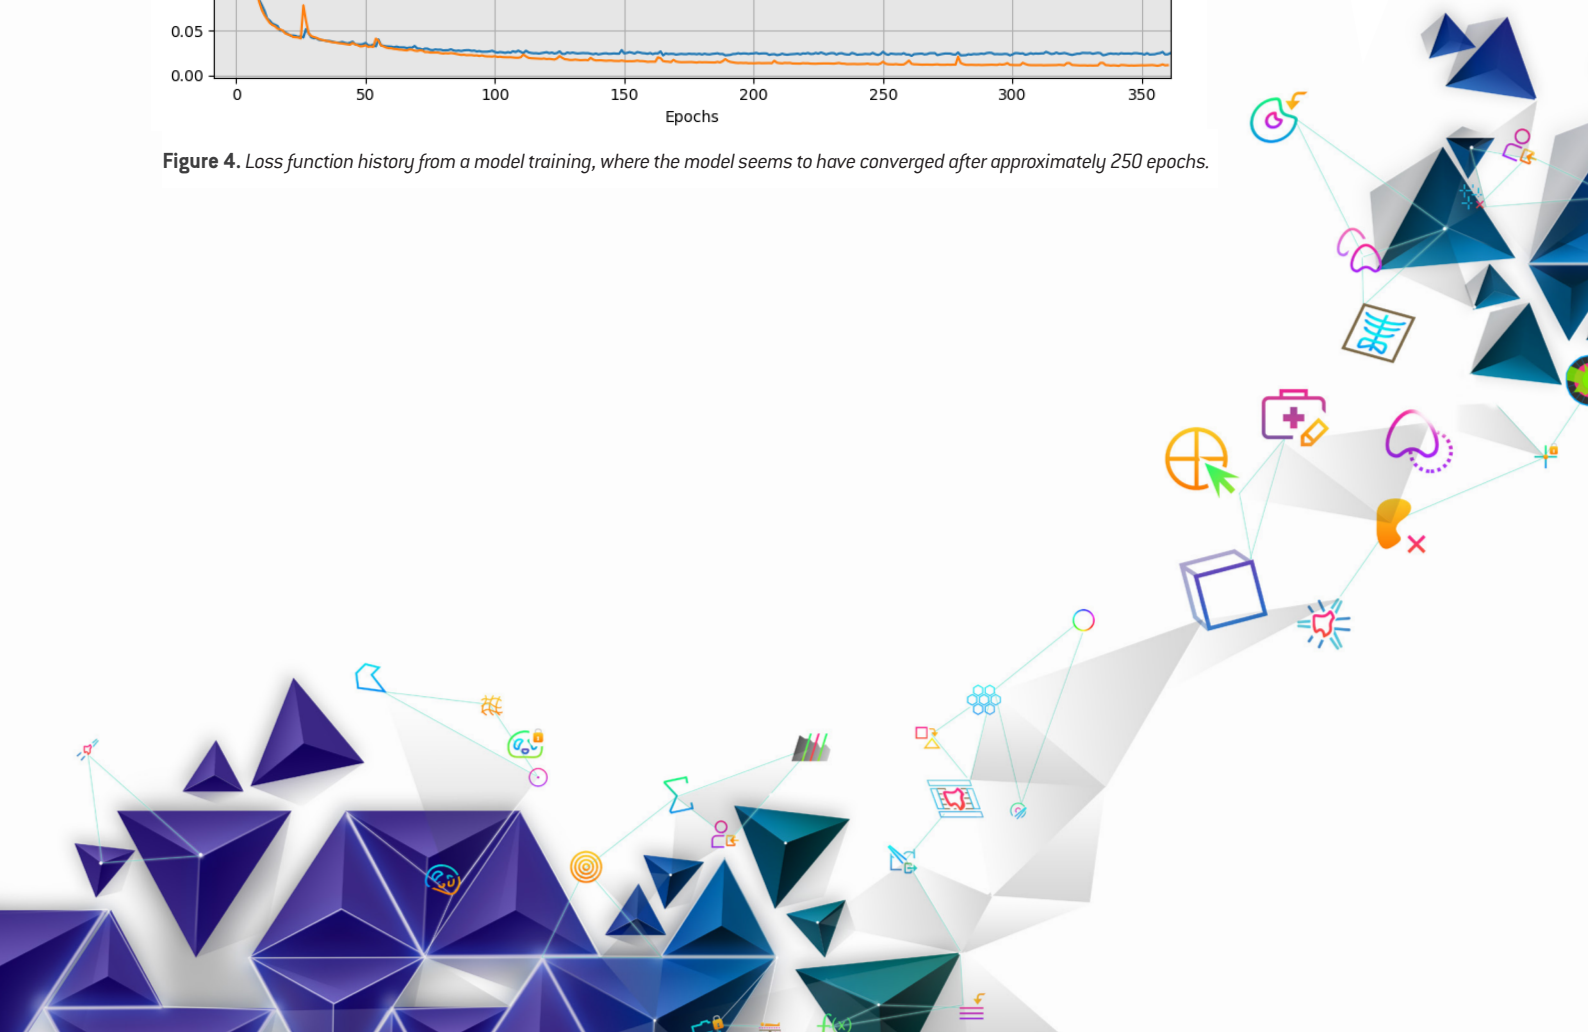 0.05
0.00
0 50 100 150 200 250 300 350
Epochs
Figure 4. Loss function history from a model training, where the model seems to have converged after approximately 250 epochs.
f(x)